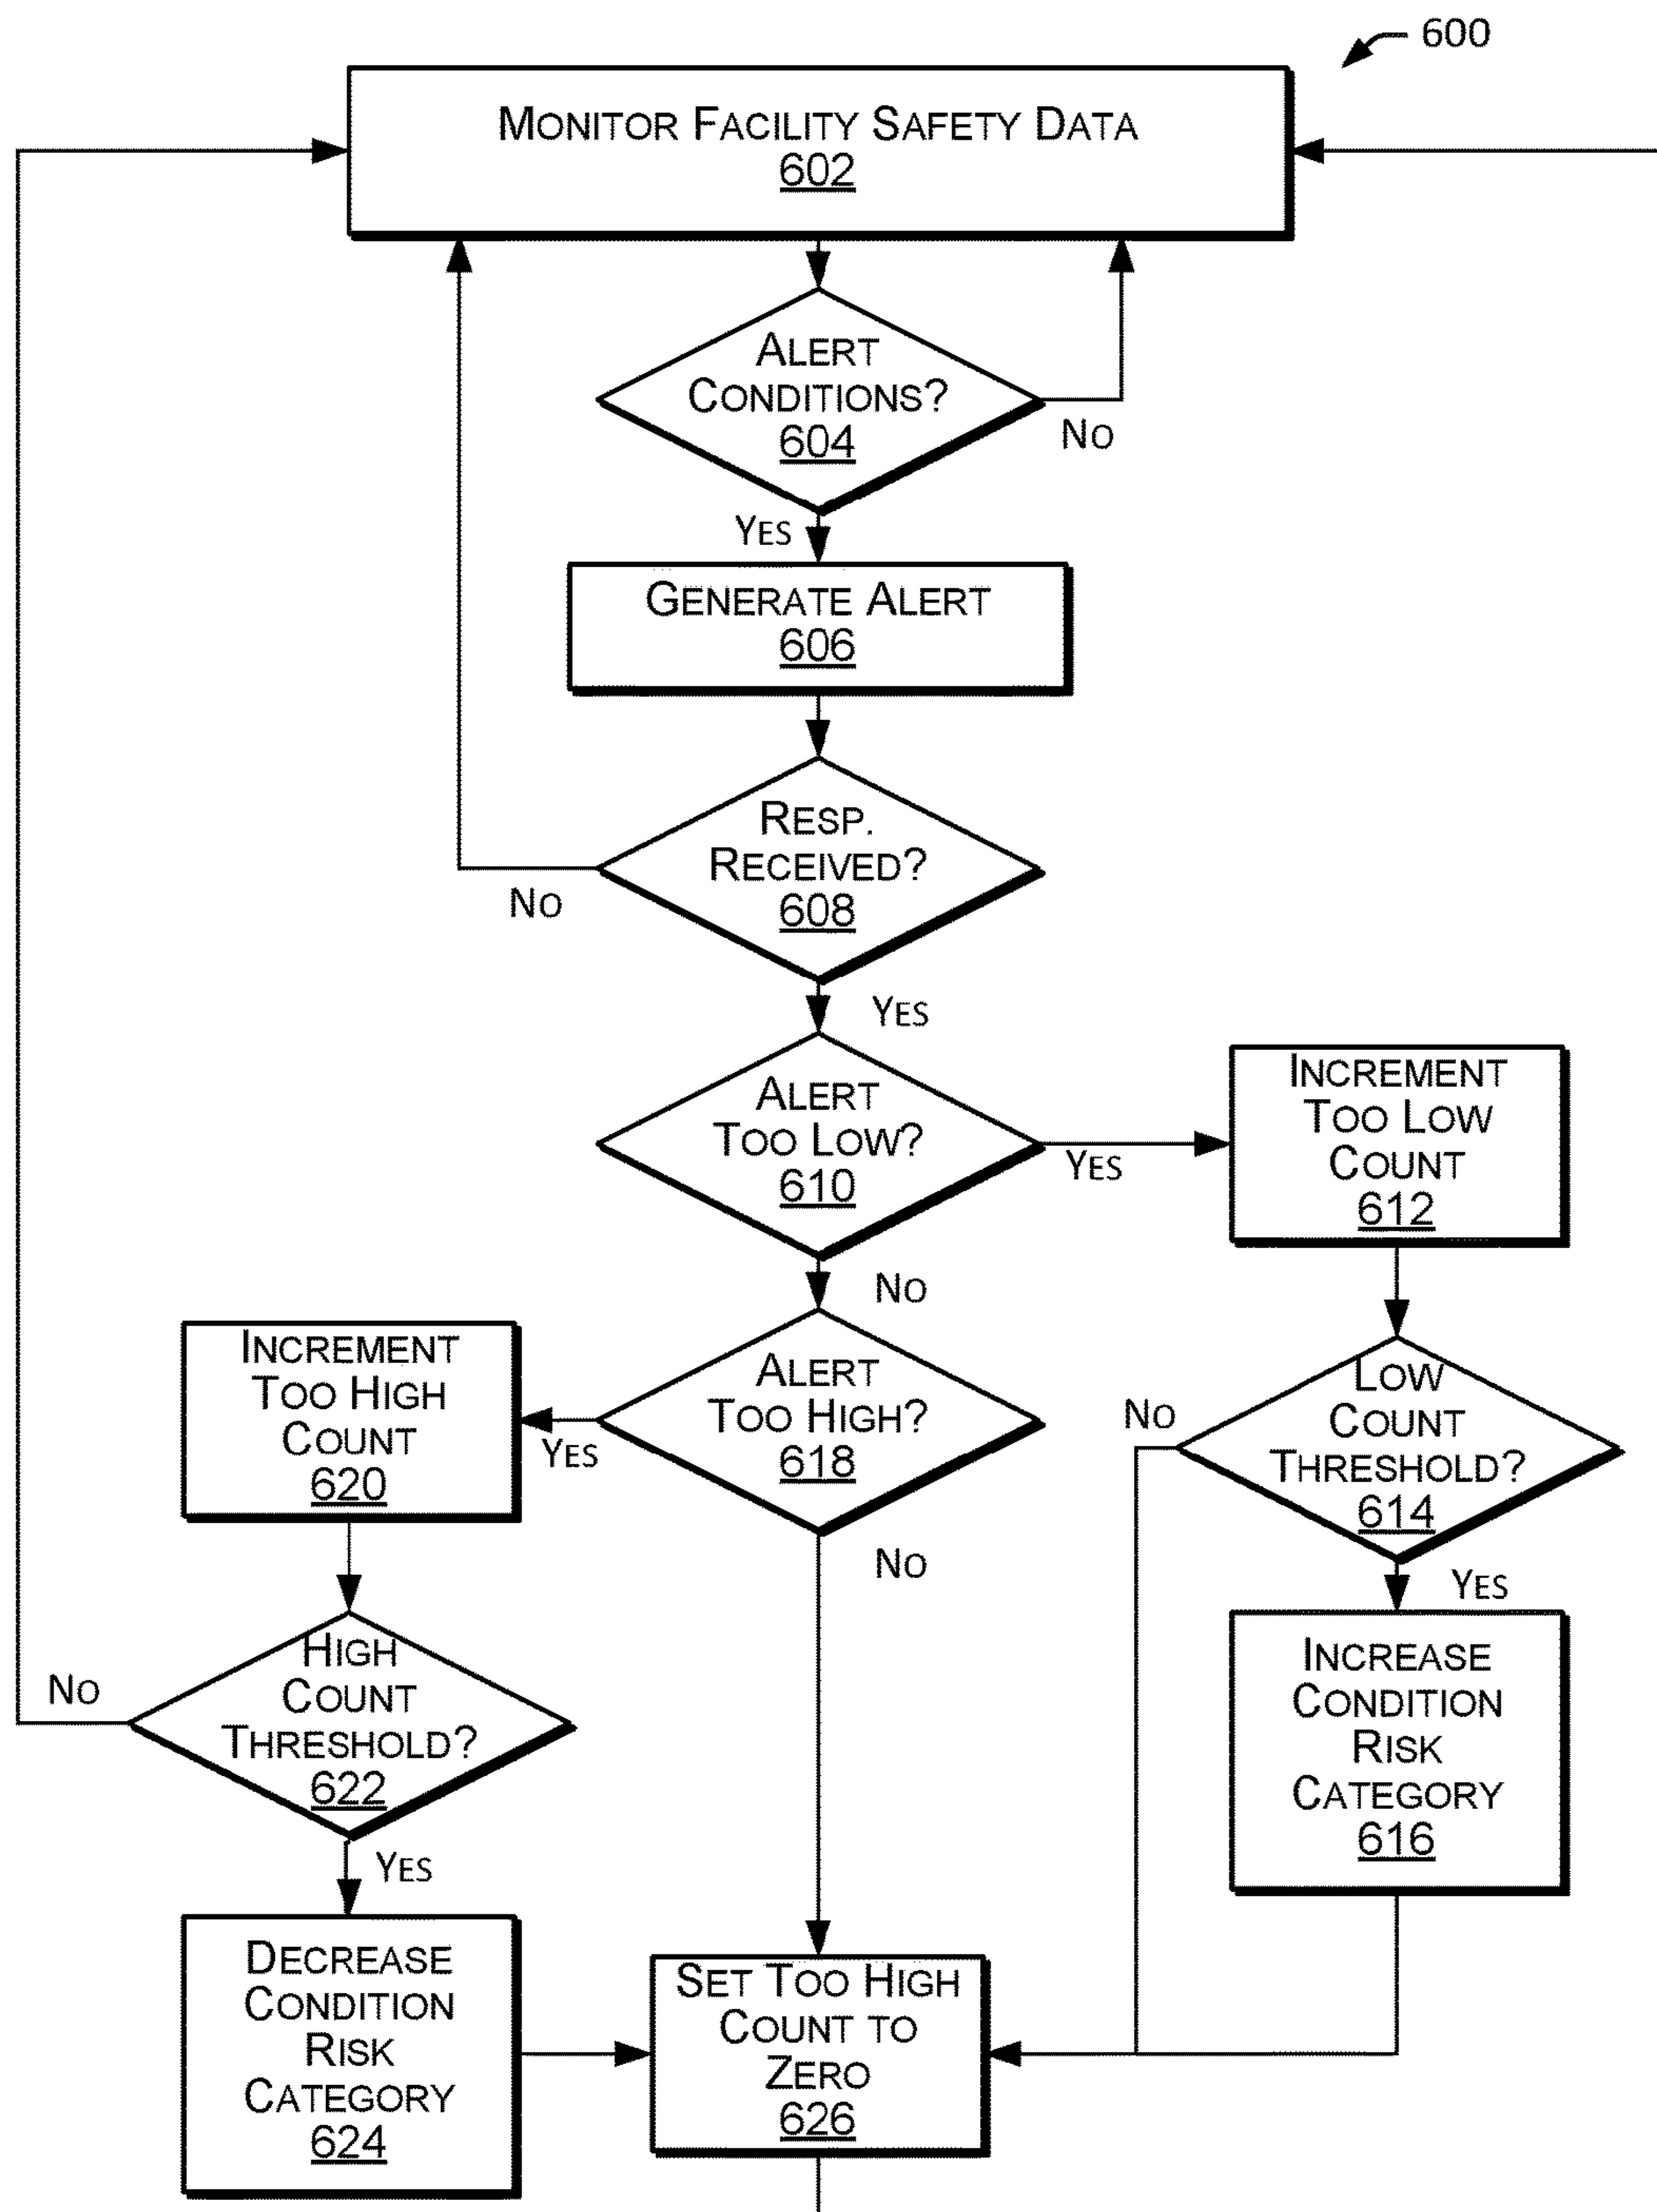 600
MONITOR FACILITY SAFETY DATA
602
ALERT
CONDITIONS?
604
NO
YES
GENERATE ALERT
606
RESP.
RECEIVED?
608
NO
YES
ALERT
TOO LOW?
610
YES
INCREMENT
TOO LOW
COUNT
612
NO
INCREMENT
TOO HIGH
COUNT
620
YES
ALERT
TOO HIGH?
618
NO
NO
LOW
COUNT
THRESHOLD?
614
YES
HIGH
COUNT
THRESHOLD?
622
NO
YES
INCREASE
CONDITION
RISK
CATEGORY
616
DECREASE
CONDITION
RISK
CATEGORY
624
SET TOO HIGH
COUNT TO
ZERO
626